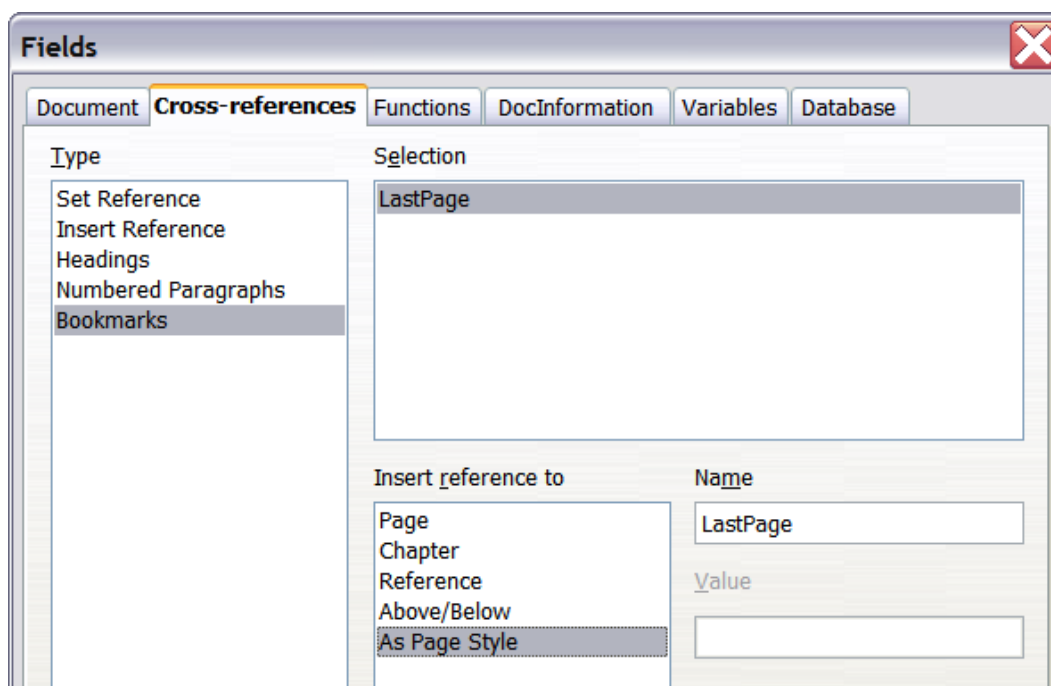 Fields
Document Cross-references Functions DocInformation Variables Database
Type
Selection
Set Reference
Insert Reference
Headings
Numbered Paragraphs
Bookmarks
LastPage
Insert reference to
Page
Chapter
Reference
Above/Below
As Page Style
Name
LastPage
Value